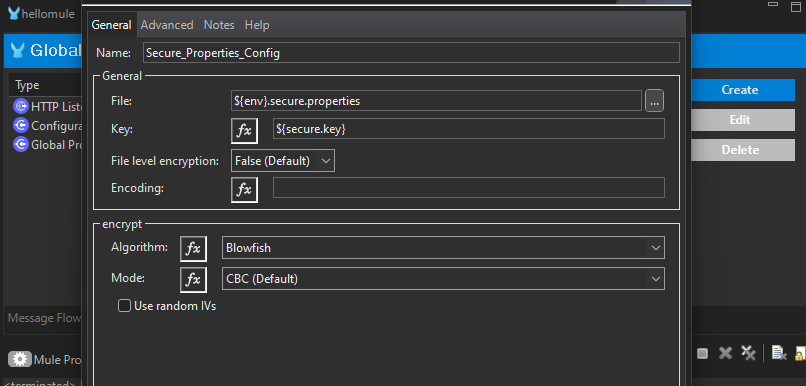 hellomule
General Advanced Notes Help
Global
Name: Secure_Properties_Config
Type
General
HTTP Liste
File: ${env}.secure.properties ...
Create
Configura
Key: fx ${secure.key}
Edit
Global Pre
File level encryption: False (Default)
Delete
Encoding: fx
encrypt
Algorithm: fx Blowfish
Mode: fx CBC (Default)
Use random IVs
Message Flow
Mule Pro
<terminated>